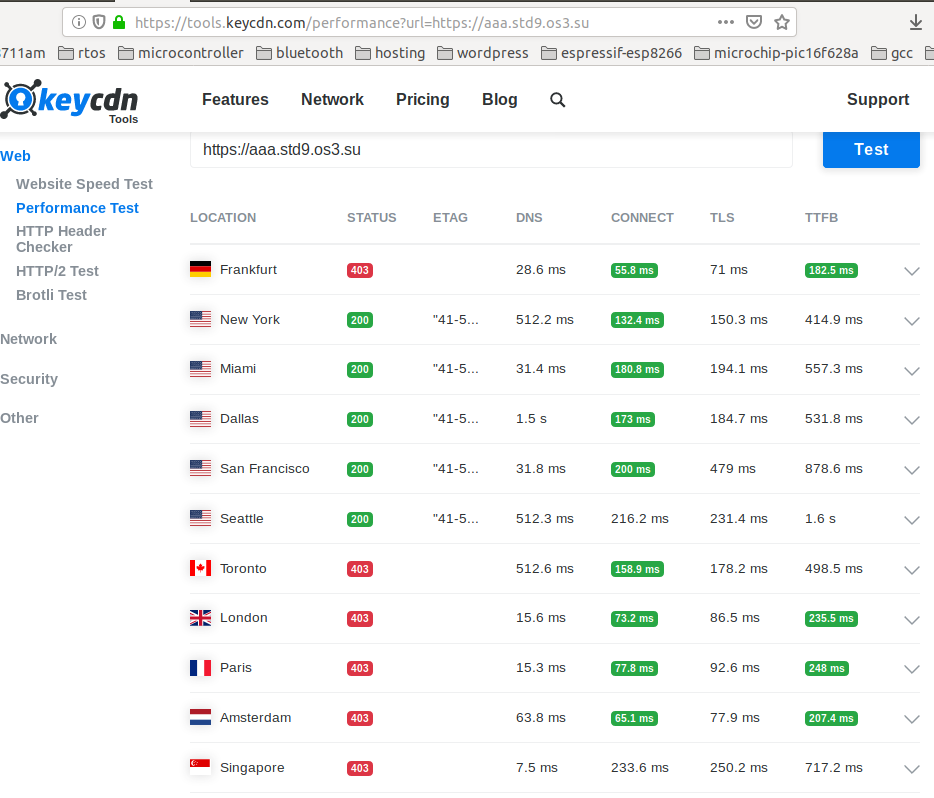 https://tools.keycdn.com/performance?url=https://aaa.std9.os3.su
8711am rtos microcontroller bluetooth hosting wordpress espressif-esp8266 microchip-pic16f628a gcc
keycdn Features Network Pricing Blog Support
Tools
https://aaa.std9.os3.su Test
Web
Website Speed Test
Performance Test
HTTP Header
Checker
HTTP/2 Test
Brotli Test
Network
Security
Other
LOCATION STATUS ETAG DNS CONNECT TLS TTFB
Frankfurt 403 28.6 ms 55.8 ms 71 ms 182.5 ms
New York 200 "41-5... 512.2 ms 132.4 ms 150.3 ms 414.9 ms
Miami 200 "41-5... 31.4 ms 180.8 ms 194.1 ms 557.3 ms
Dallas 200 "41-5... 1.5 s 173 ms 184.7 ms 531.8 ms
San Francisco 200 "41-5... 31.8 ms 200 ms 479 ms 878.6 ms
Seattle 200 "41-5... 512.3 ms 216.2 ms 231.4 ms 1.6 s
Toronto 403 512.6 ms 158.9 ms 178.2 ms 498.5 ms
London 403 15.6 ms 73.2 ms 86.5 ms 235.5 ms
Paris 403 15.3 ms 77.8 ms 92.6 ms 248 ms
Amsterdam 403 63.8 ms 65.1 ms 77.9 ms 207.4 ms
Singapore 403 7.5 ms 233.6 ms 250.2 ms 717.2 ms